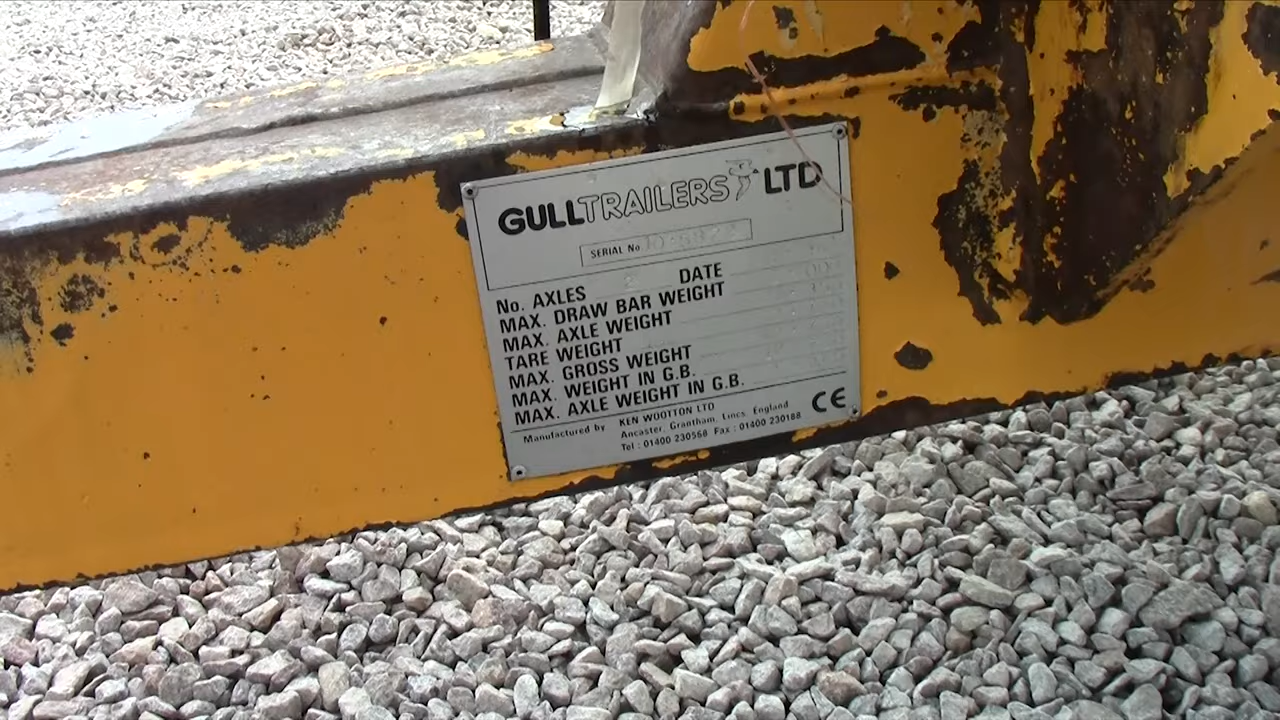 GULLTRAILERS LTD
SERIAL No
No. AXLES DATE
MAX. DRAW BAR WEIGHT
MAX. AXLE WEIGHT
TARE WEIGHT
MAX. GROSS WEIGHT
MAX. WEIGHT IN G.B.
MAX. AXLE WEIGHT IN G.B.
Manufactured by KEN WOOTTON LTD
Ancaster, Grantham, Lincs, England
Tel : 01400 230568 Fax : 01400 230188
CE